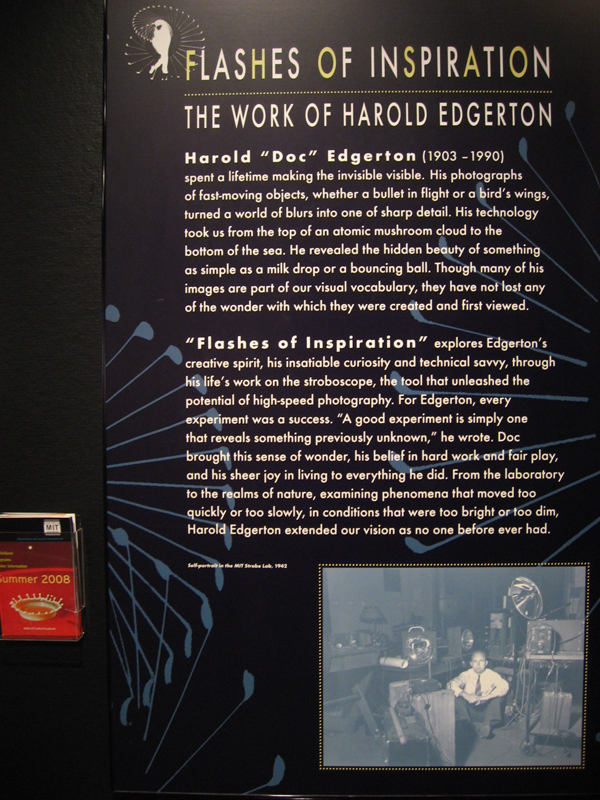 FLASHES OF INSPIRATION
THE WORK OF HAROLD EDGERTON
Harold "Doc" Edgerton (1903 – 1990)
spent a lifetime making the invisible visible. His photographs
of fast-moving objects, whether a bullet in flight or a bird's wings,
turned a world of blurs into one of sharp detail. His technology
took us from the top of an atomic mushroom cloud to the
bottom of the sea. He revealed the hidden beauty of something
as simple as a milk drop or a bouncing ball. Though many of his
images are part of our visual vocabulary, they have not lost any
of the wonder with which they were created and first viewed.
"Flashes of Inspiration" explores Edgerton's
creative spirit, his insatiable curiosity and technical savvy, through
his life's work on the stroboscope, the tool that unleashed the
potential of high-speed photography. For Edgerton, every
experiment was a success. "A good experiment is simply one
that reveals something previously unknown," he wrote. Doc
brought this sense of wonder, his belief in hard work and fair play,
and his sheer joy in living to everything he did. From the laboratory
to the realms of nature, examining phenomena that moved too
quickly or too slowly, in conditions that were too bright or too dim,
Harold Edgerton extended our vision as no one before ever had.
Self-portrait in the MIT Strobe Lab, 1942
MIT
Summer 2008